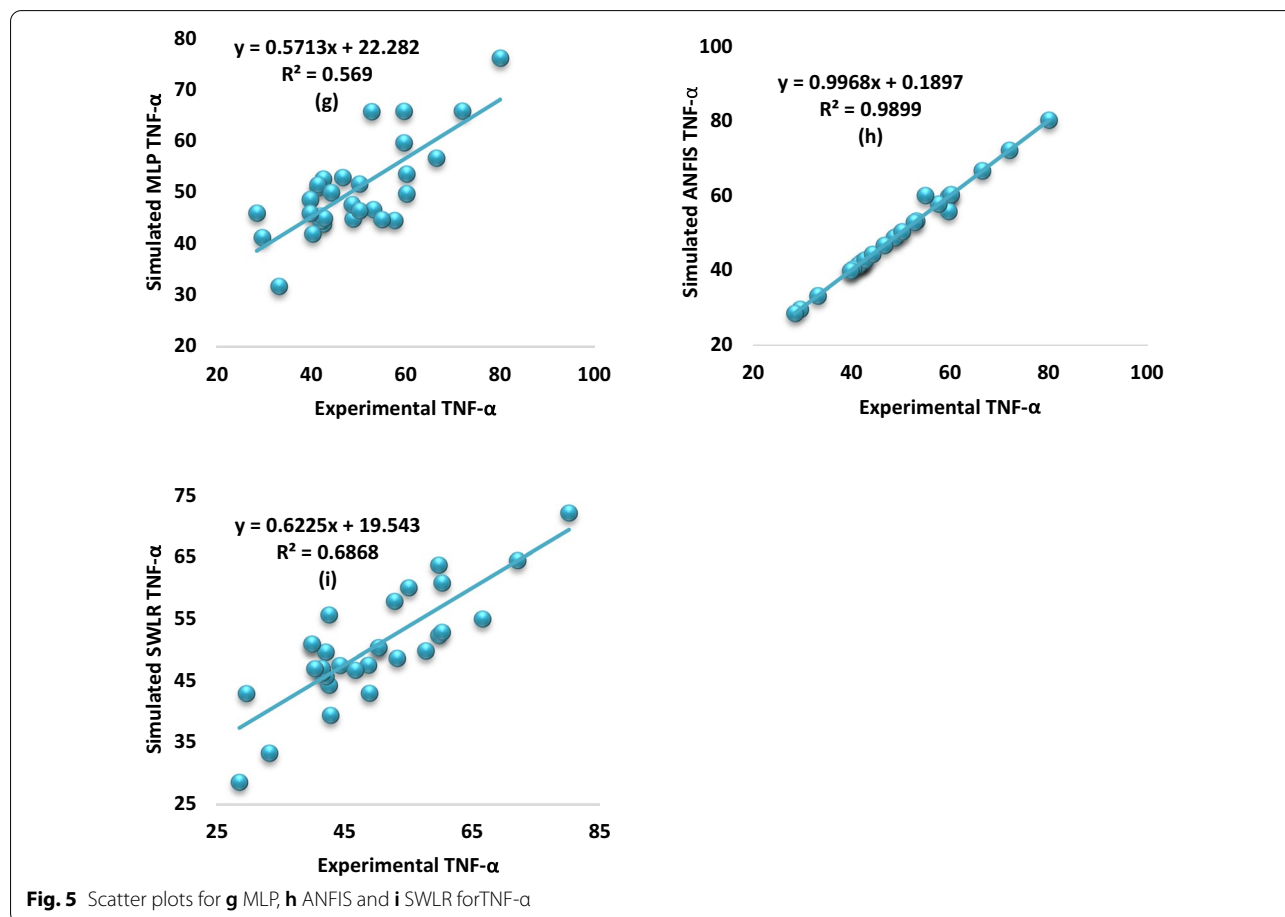 80
70
60
50
40
30
20
20 40 60 80 100
y = 0.5713x + 22.282
R² = 0.569
(g)
Simulated MLP TNF-α
Experimental TNF-α
100
80
60
40
20
20 40 60 80 100
y = 0.9968x + 0.1897
R² = 0.9899
(h)
Simulated ANFIS TNF-α
Experimental TNF-α
75
65
55
45
35
25
25 45 65 85
y = 0.6225x + 19.543
R² = 0.6868
(i)
Simulated SWLR TNF-α
Experimental TNF-α
Fig. 5 Scatter plots for g MLP, h ANFIS and i SWLR forTNF-α